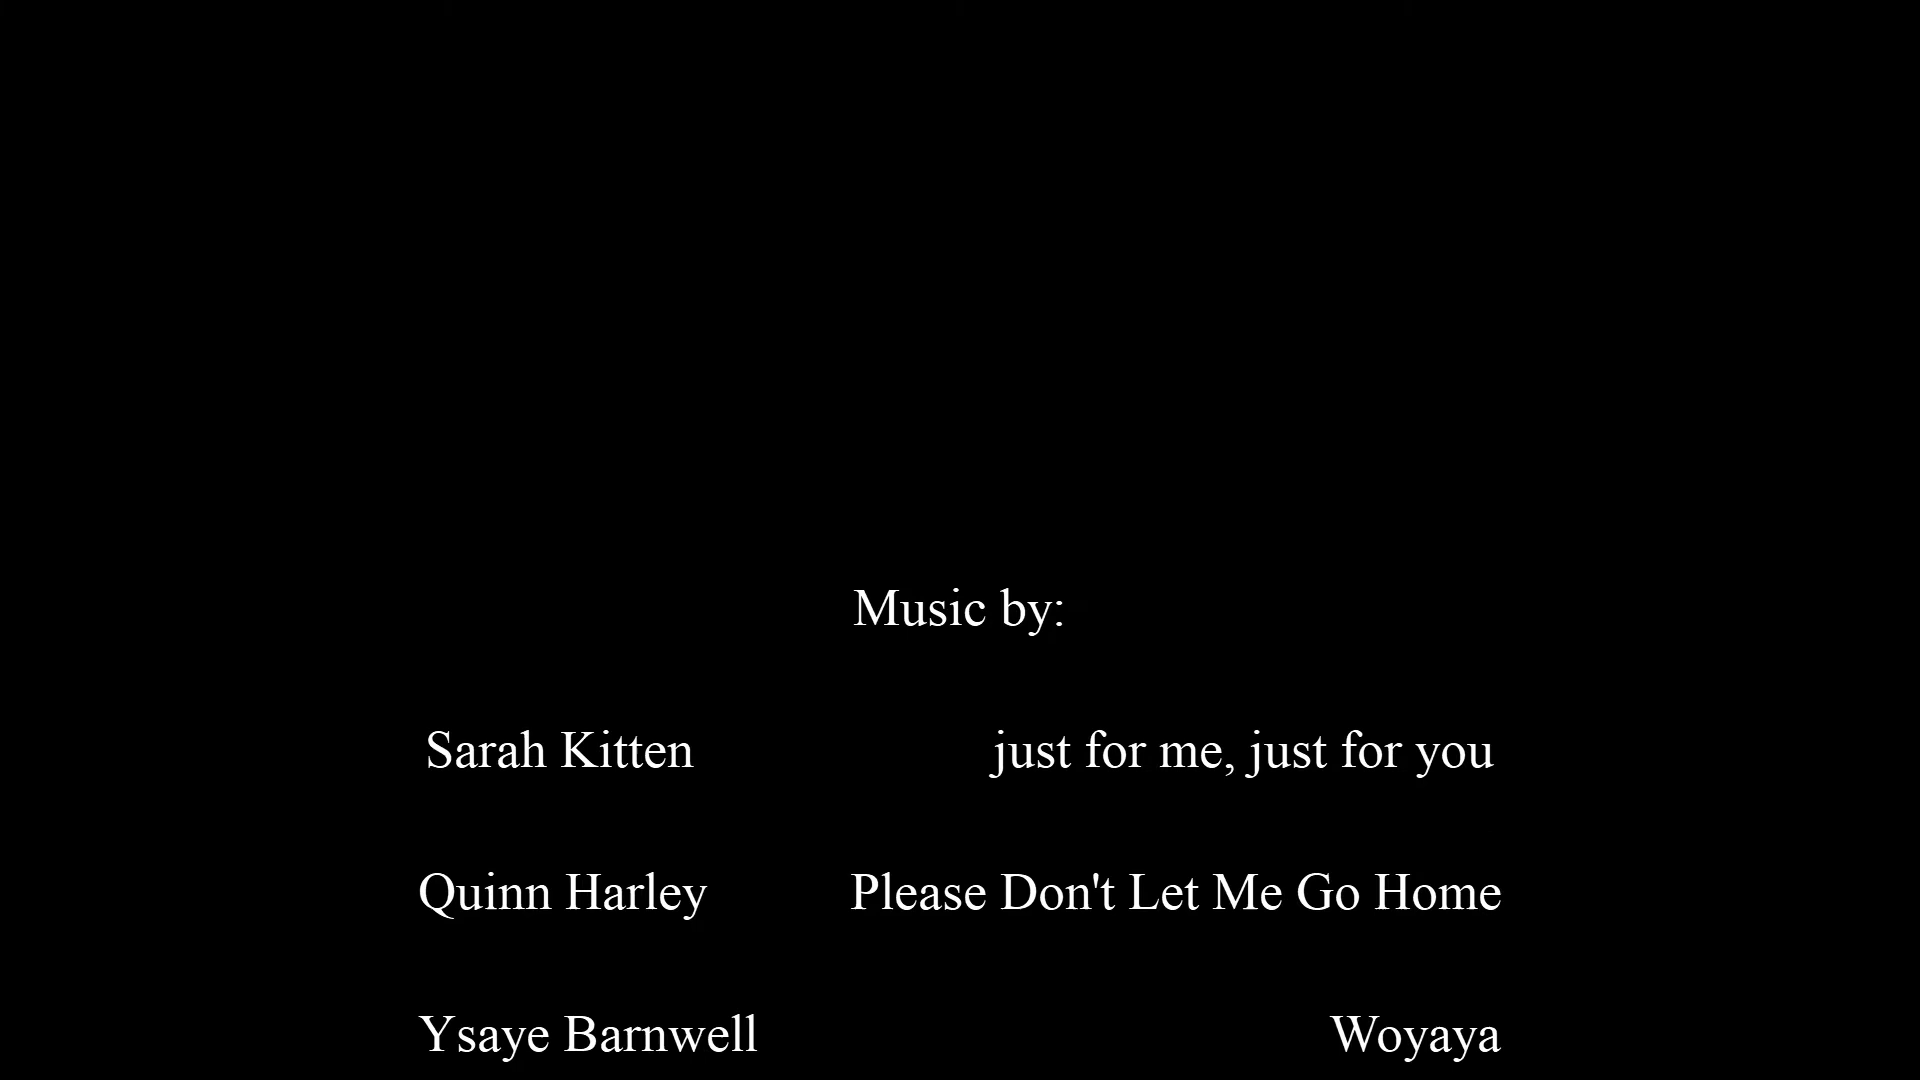 Music by:
Sarah Kitten just for me, just for you
Quinn Harley Please Don't Let Me Go Home
Ysaye Barnwell Woyaya